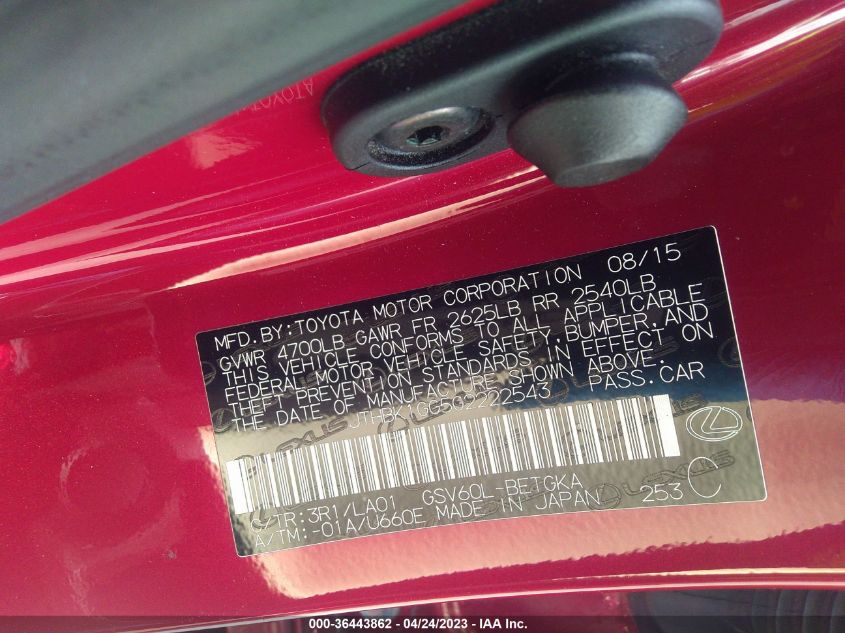 MFD.BY:TOYOTA MOTOR CORPORATION 08/15
GVWR 4700LB GAWR FR 2625LB RR 2540LB
THIS VEHICLE CONFORMS TO ALL APPLICABLE
FEDERAL MOTOR VEHICLE SAFETY,BUMPER,AND
THEFT PREVENTION STANDARDS IN EFFECT ON
THE DATE OF MANUFACTURE SHOWN ABOVE.
JTHBK1GG5G2222543 PASS.CAR
C/TR:3R1/LA01 GSV60L-BETGKA
A/TM:-01A/U660E MADE IN JAPAN 253
000-36443862 - 04/24/2023 - IAA Inc.